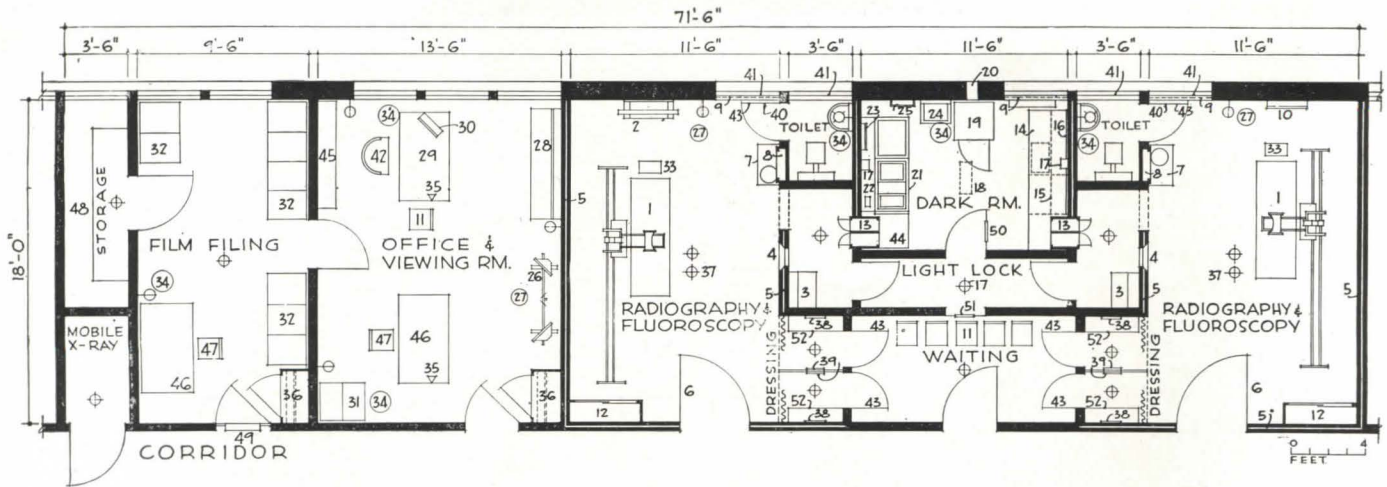 71'-6"
3'-6" 9'-6" 13'-6" 11'-6" 3'-6" 11'-6" 3'-6" 11'-6"
18'-0"
41 41 20 41 41
9 43 40 9 40 43 9
2 27 TOILET 34 23 25 24 34 19 14 16 34 TOILET 27 10
32 45 34 30 42 29 28 35 11
33 7 8 17 22 21 18 17 15 8 7 33
48 STORAGE 32 5 1 1
FILM FILING OFFICE & VIEWING RM. DARK RM.
13 44 50 13
34 26 27 37 4 LIGHT LOCK 4 37
32 3 17 3 5
MOBILE X-RAY RADIOGRAPHY & FLUOROSCOPY 5 51 5 RADIOGRAPHY & FLUOROSCOPY
47 47 46 38 43 11 43 38
46 35 52 WAITING 52
DRESSING 39 39 DRESSING
36 31 34 36 12 6 52 38 43 43 52 38 6 5 12
49
CORRIDOR
0 4
FEET